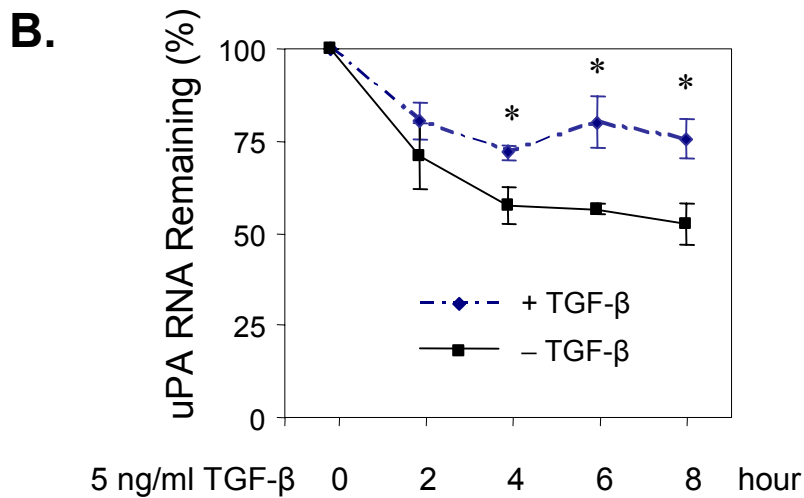 B.
uPA RNA Remaining (%)
100
75
50
25
0
*
*
*
+ TGF-β
– TGF-β
5 ng/ml TGF-β 0 2 4 6 8 hour